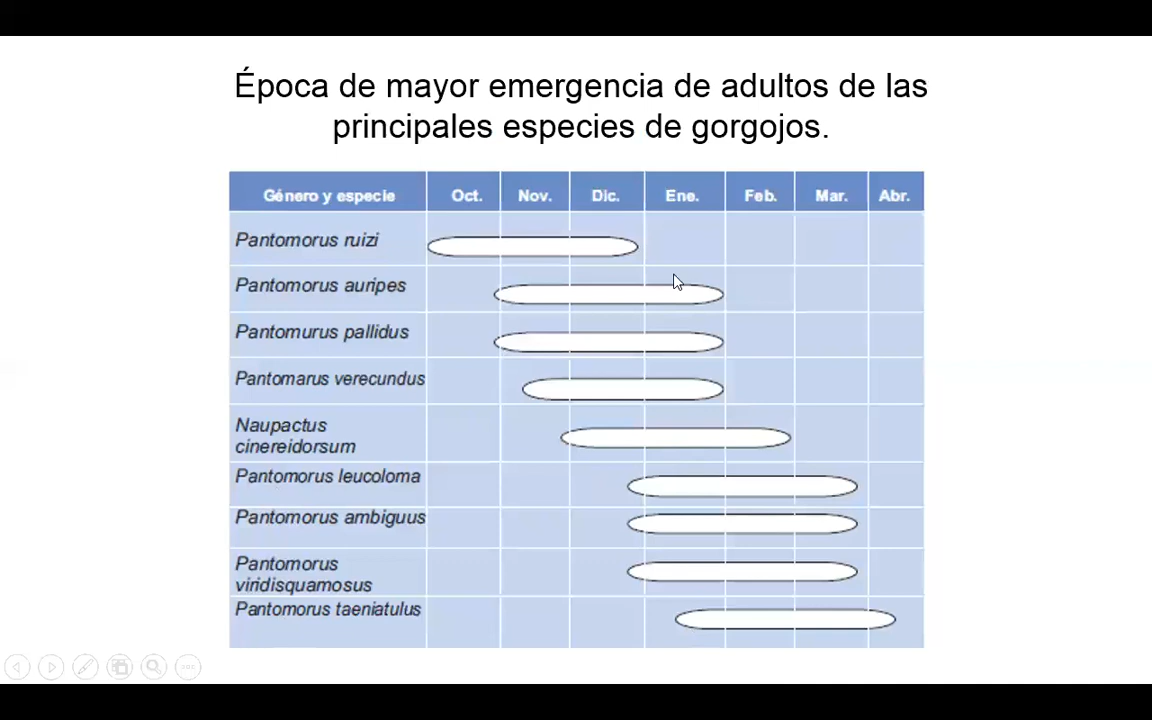 Época de mayor emergencia de adultos de las
principales especies de gorgojos.
Género y especie Oct. Nov. Dic. Ene. Feb. Mar. Abr.
Pantomorus ruizi
Pantomorus auripes
Pantomurus pallidus
Pantomarus verecundus
Naupactus
cinereidorsum
Pantomorus leucoloma
Pantomorus ambiguus
Pantomorus
viridisquamosus
Pantomorus taeniatulus